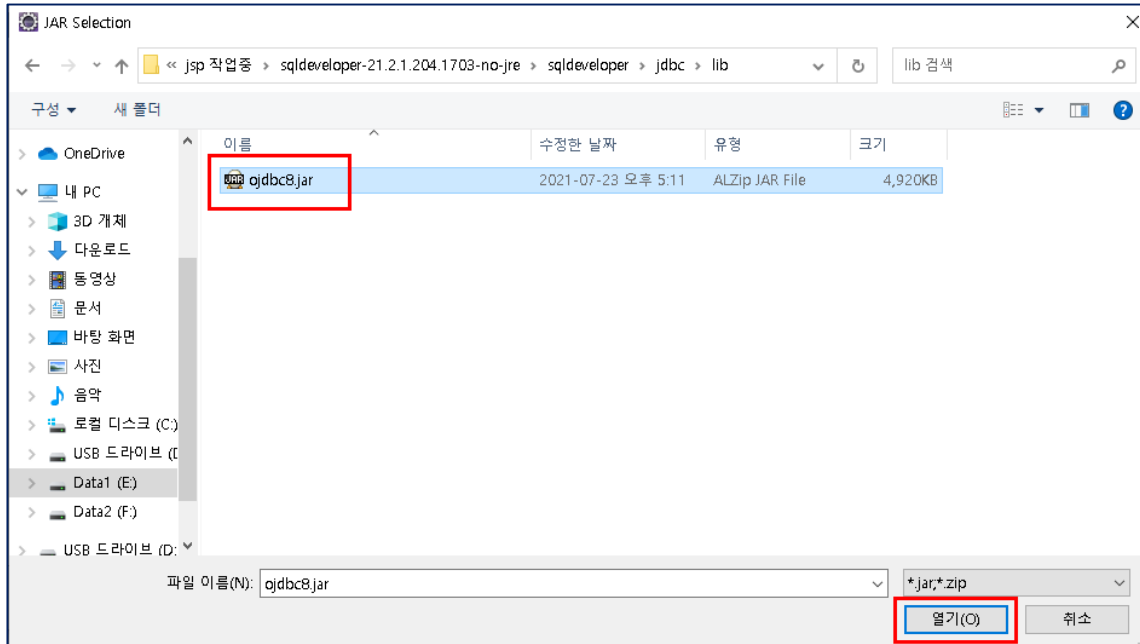 JAR Selection
« jsp 작업중 > sqldeveloper-21.2.1.204.1703-no-jre > sqldeveloper > jdbc > lib
lib 검색
구성
새 폴더
이름
수정한 날짜
유형
크기
OneDrive
ojdbc8.jar
2021-07-23 오후 5:11
ALZip JAR File
4,920KB
내 PC
3D 개체
다운로드
동영상
문서
바탕 화면
사진
음악
로컬 디스크 (C:)
USB 드라이브 (
Data1 (E:)
Data2 (F:)
USB 드라이브 (D:
파일 이름(N):
ojdbc8.jar
*.jar;*.zip
열기(O)
취소